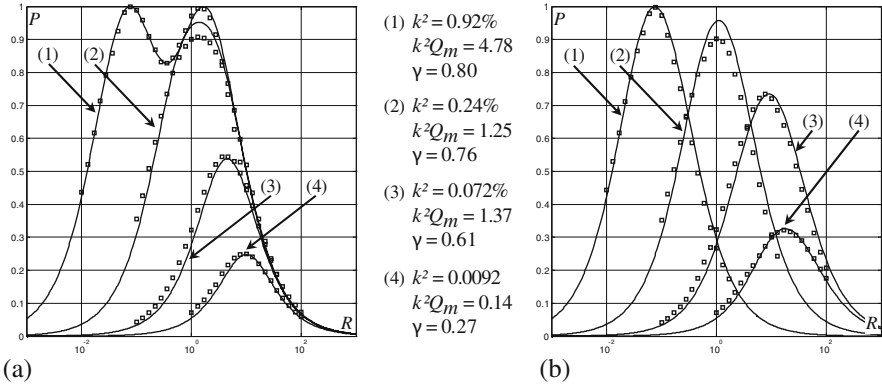 P
1
0.9
0.8
0.7
0.6
0.5
0.4
0.3
0.2
0.1
0
(1)
(2)
(3)
(4)
R
10⁻²
10⁰
10²
(a)
(1) k² = 0.92%
k²Qm = 4.78
γ = 0.80
(2) k² = 0.24%
k²Qm = 1.25
γ = 0.76
(3) k² = 0.072%
k²Qm = 1.37
γ = 0.61
(4) k² = 0.0092
k²Qm = 0.14
γ = 0.27
P
1
0.9
0.8
0.7
0.6
0.5
0.4
0.3
0.2
0.1
0
(1)
(2)
(3)
(4)
R
10⁻²
10⁰
10²
(b)